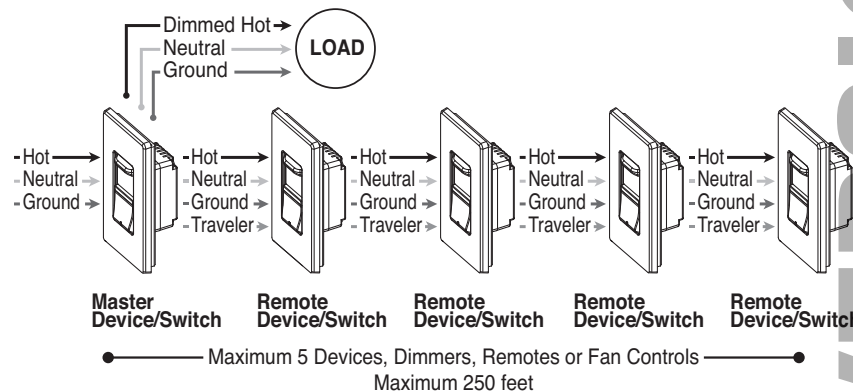 Dimmed Hot
Neutral
Ground
LOAD
Hot Hot Hot Hot Hot
Neutral Neutral Neutral Neutral Neutral
Ground Ground Ground Ground Ground
Traveler Traveler Traveler Traveler
Master Remote Remote Remote Remote
Device/Switch Device/Switch Device/Switch Device/Switch Device/Switch
Maximum 5 Devices, Dimmers, Remotes or Fan Controls
Maximum 250 feet